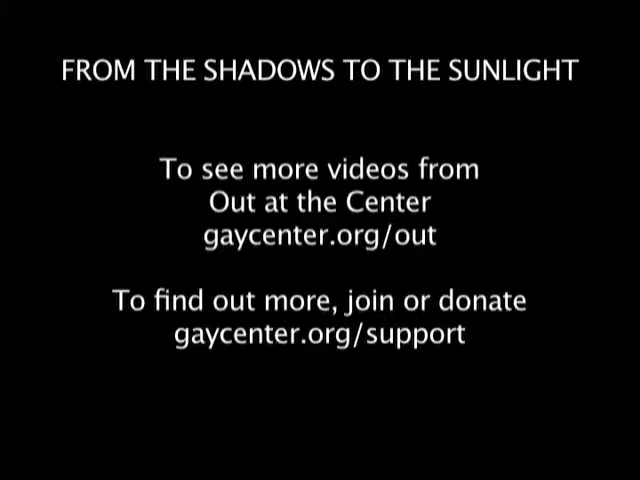 FROM THE SHADOWS TO THE SUNLIGHT
To see more videos from
Out at the Center
gaycenter.org/out
To find out more, join or donate
gaycenter.org/support